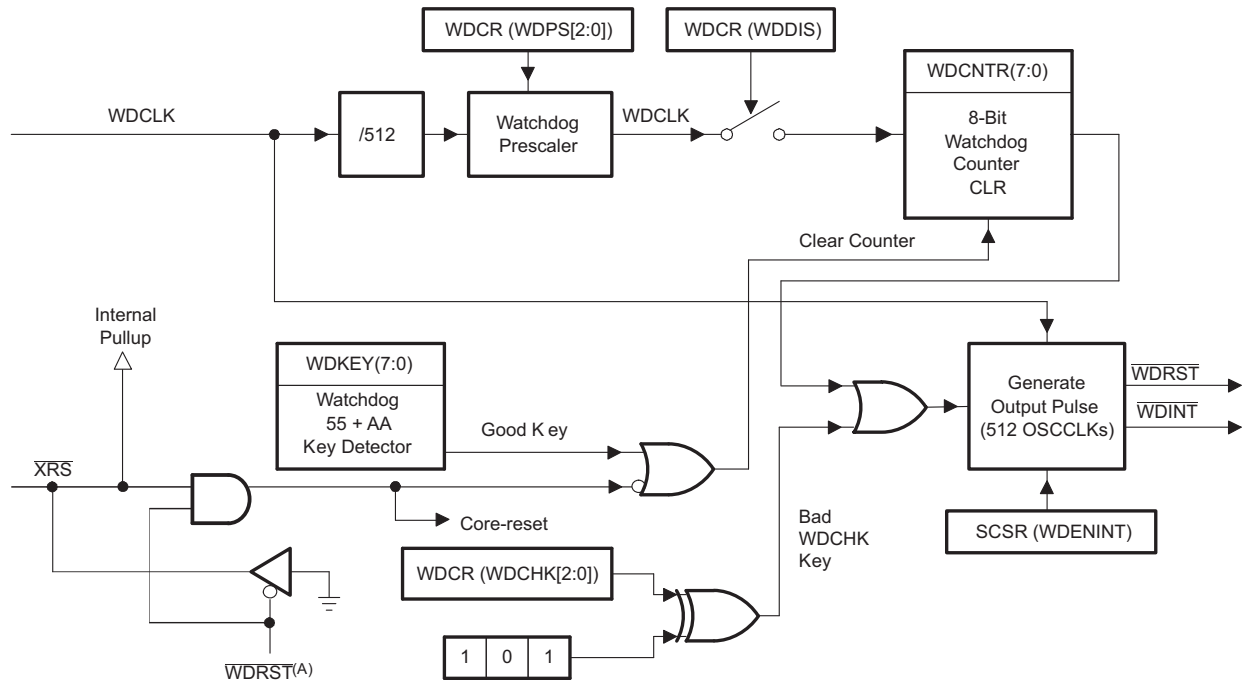 WDCR (WDPS[2:0])
WDCR (WDDIS)
WDCNTR(7:0)
WDCLK
/512
Watchdog
Prescaler
WDCLK
8-Bit
Watchdog
Counter
CLR
Clear Counter
Internal
Pullup
WDKEY(7:0)
Watchdog
55 + AA
Key Detector
Good Key
Generate
Output Pulse
(512 OSCCLKs)
WDRST
WDINT
XRS
Core-reset
Bad
WDCHK
Key
SCSR (WDENINT)
WDCR (WDCHK[2:0])
WDRST(A)
1 0 1